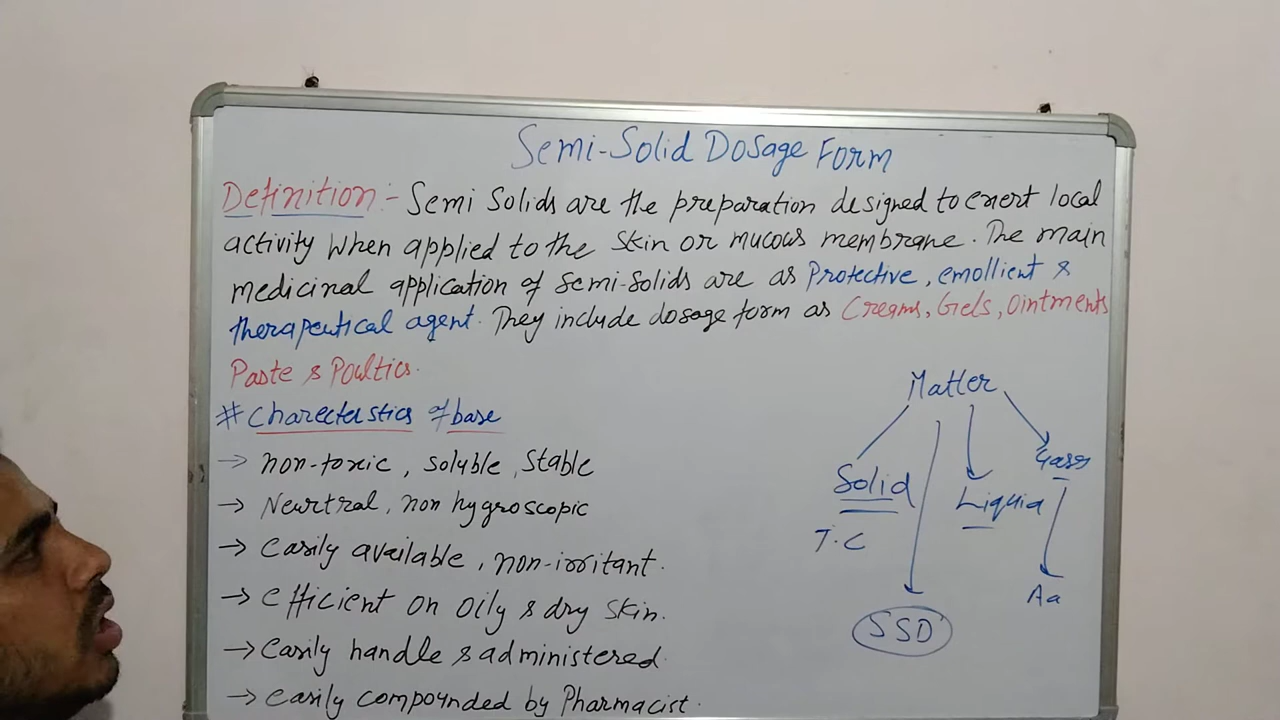 Semi-Solid Dosage Form
Definition:- Semi Solids are the preparation designed to exert local
activity when applied to the skin or mucous membrane. The main
medicinal application of semi-solids are as Protective, emollient &
therapeutical agent. They include dosage form as Creams, Gels, Ointments
Paste & Poultics.
# Charecterstics of base
→ non-toxic, soluble, stable
→ Neurtral, non hygroscopic
→ easily available, non-irritant.
→ efficient on oily & dry skin.
→ easily handle & administered.
→ easily compounded by Pharmacist.
Matter
Solid
Liquid
Gass
T.C
Aa
SSD